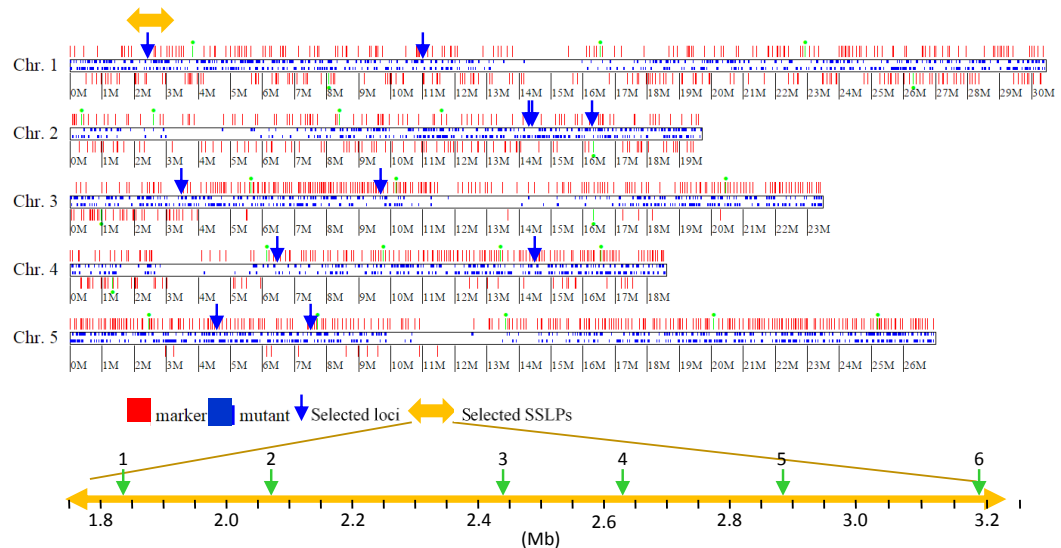 Chr. 1
0M 1M 2M 3M 4M 5M 6M 7M 8M 9M 10M 11M 12M 13M 14M 15M 16M 17M 18M 19M 20M 21M 22M 23M 24M 25M 26M 27M 28M 29M 30M
Chr. 2
0M 1M 2M 3M 4M 5M 6M 7M 8M 9M 10M 11M 12M 13M 14M 15M 16M 17M 18M 19M
Chr. 3
0M 1M 2M 3M 4M 5M 6M 7M 8M 9M 10M 11M 12M 13M 14M 15M 16M 17M 18M 19M 20M 21M 22M 23M
Chr. 4
0M 1M 2M 3M 4M 5M 6M 7M 8M 9M 10M 11M 12M 13M 14M 15M 16M 17M 18M
Chr. 5
0M 1M 2M 3M 4M 5M 6M 7M 8M 9M 10M 11M 12M 13M 14M 15M 16M 17M 18M 19M 20M 21M 22M 23M 24M 25M 26M
marker mutant Selected loci Selected SSLPs
1 2 3 4 5 6
1.8 2.0 2.2 2.4 2.6 2.8 3.0 3.2
(Mb)